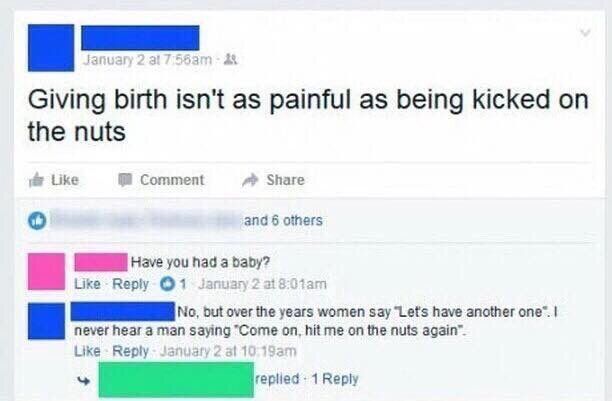 January 2 at 7:56am
Giving birth isn't as painful as being kicked on
the nuts
Like Comment Share
and 6 others
Have you had a baby?
Like · Reply · 1 · January 2 at 8:01am
No, but over the years women say "Let's have another one". I
never hear a man saying "Come on, hit me on the nuts again".
Like · Reply · January 2 at 10:19am
replied · 1 Reply